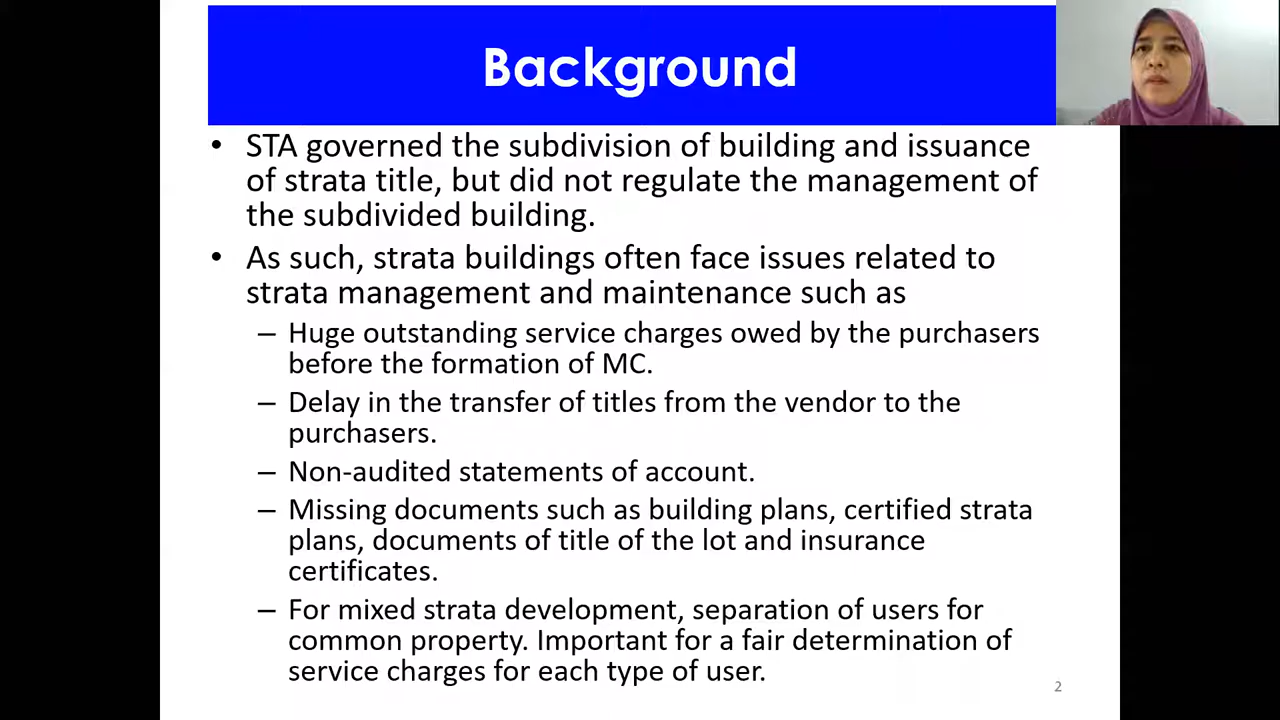 Background
• STA governed the subdivision of building and issuance
of strata title, but did not regulate the management of
the subdivided building.
• As such, strata buildings often face issues related to
strata management and maintenance such as
– Huge outstanding service charges owed by the purchasers
before the formation of MC.
– Delay in the transfer of titles from the vendor to the
purchasers.
– Non-audited statements of account.
– Missing documents such as building plans, certified strata
plans, documents of title of the lot and insurance
certificates.
– For mixed strata development, separation of users for
common property. Important for a fair determination of
service charges for each type of user.
2